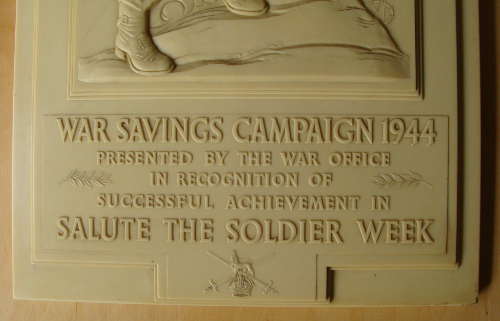 WAR SAVINGS CAMPAIGN 1944
PRESENTED BY THE WAR OFFICE
IN RECOGNITION OF
SUCCESSFUL ACHIEVEMENT IN
SALUTE THE SOLDIER WEEK